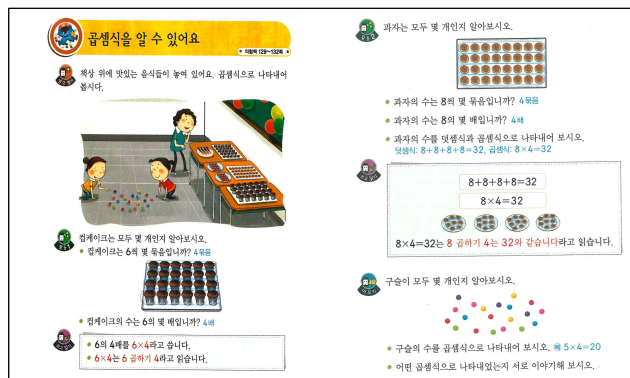 곱셈식을 알 수 있어요
익힘책 129~132쪽
책상 위에 맛있는 음식들이 놓여 있어요. 곱셈식으로 나타내어
봅시다.
컵케이크는 모두 몇 개인지 알아보시오.
컵케이크는 6씩 몇 묶음입니까? 4묶음
컵케이크의 수는 6의 몇 배입니까? 4배
6의 4배를 6×4라고 씁니다.
6×4는 6 곱하기 4라고 읽습니다.
과자는 모두 몇 개인지 알아보시오.
과자의 수는 8씩 몇 묶음입니까? 4묶음
과자의 수는 8의 몇 배입니까? 4배
과자의 수를 덧셈식과 곱셈식으로 나타내어 보시오.
덧셈식: 8+8+8+8=32, 곱셈식: 8×4=32
8+8+8+8=32
8×4=32
8×4=32는 8 곱하기 4는 32와 같습니다라고 읽습니다.
구슬이 모두 몇 개인지 알아보시오.
구슬의 수를 곱셈식으로 나타내어 보시오. 예 5×4=20
어떤 곱셈식으로 나타내었는지 서로 이야기해 보시오.